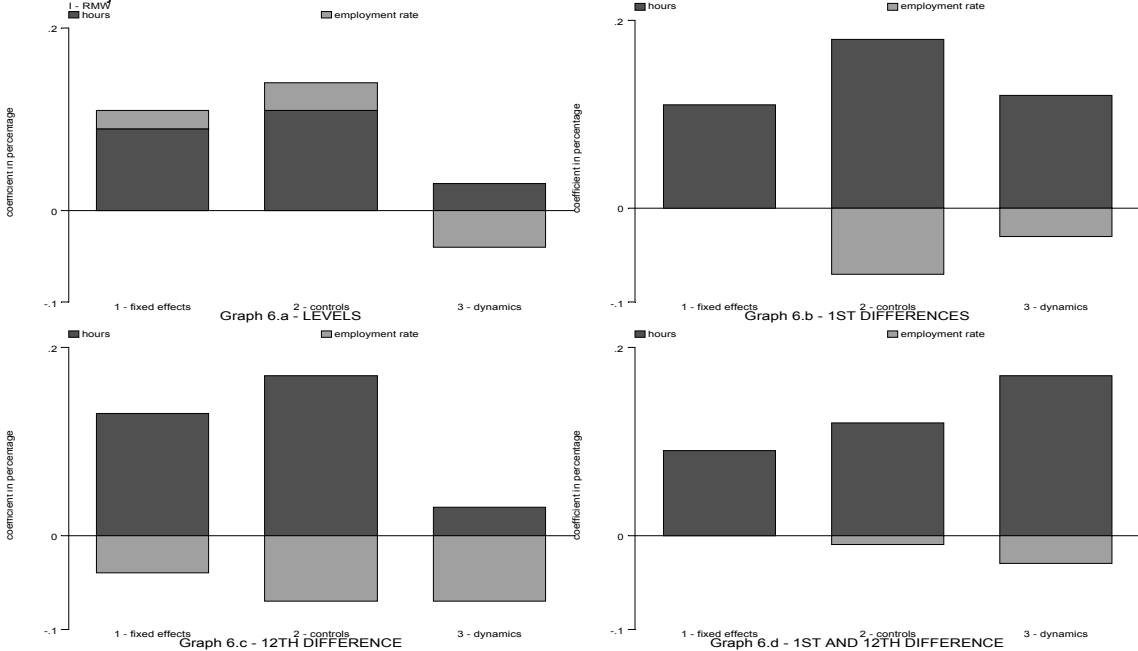 I - RMW
hours employment rate
.2
coefficient in percentage
0
-.1
1 - fixed effects 2 - controls 3 - dynamics
Graph 6.a - LEVELS
hours employment rate
.2
coefficient in percentage
0
-.1
1 - fixed effects 2 - controls 3 - dynamics
Graph 6.b - 1ST DIFFERENCES
hours employment rate
.2
coefficient in percentage
0
-.1
1 - fixed effects 2 - controls 3 - dynamics
Graph 6.c - 12TH DIFFERENCE
hours employment rate
.2
coefficient in percentage
0
-.1
1 - fixed effects 2 - controls 3 - dynamics
Graph 6.d - 1ST AND 12TH DIFFERENCE